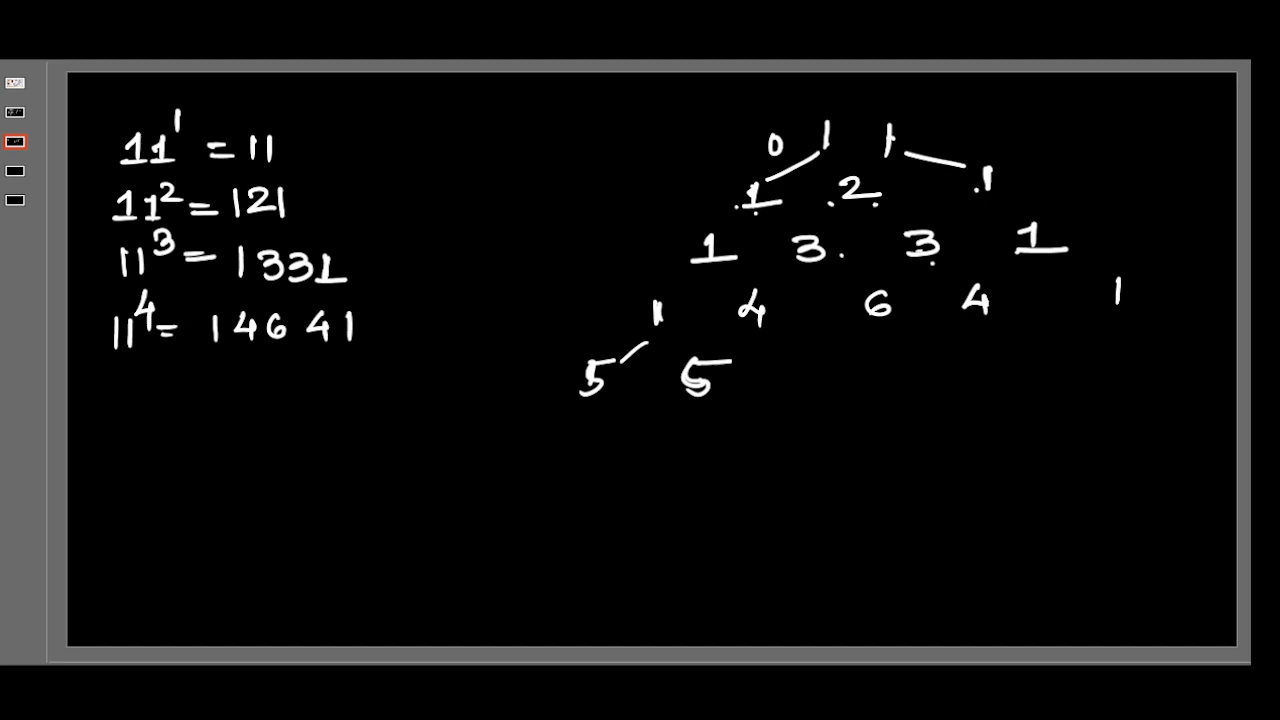 11¹ = 11
11² = 121
11³ = 1331
11⁴ = 14641
0 1 1
1 2 1
1 3 3 1
1 4 6 4 1
5 5